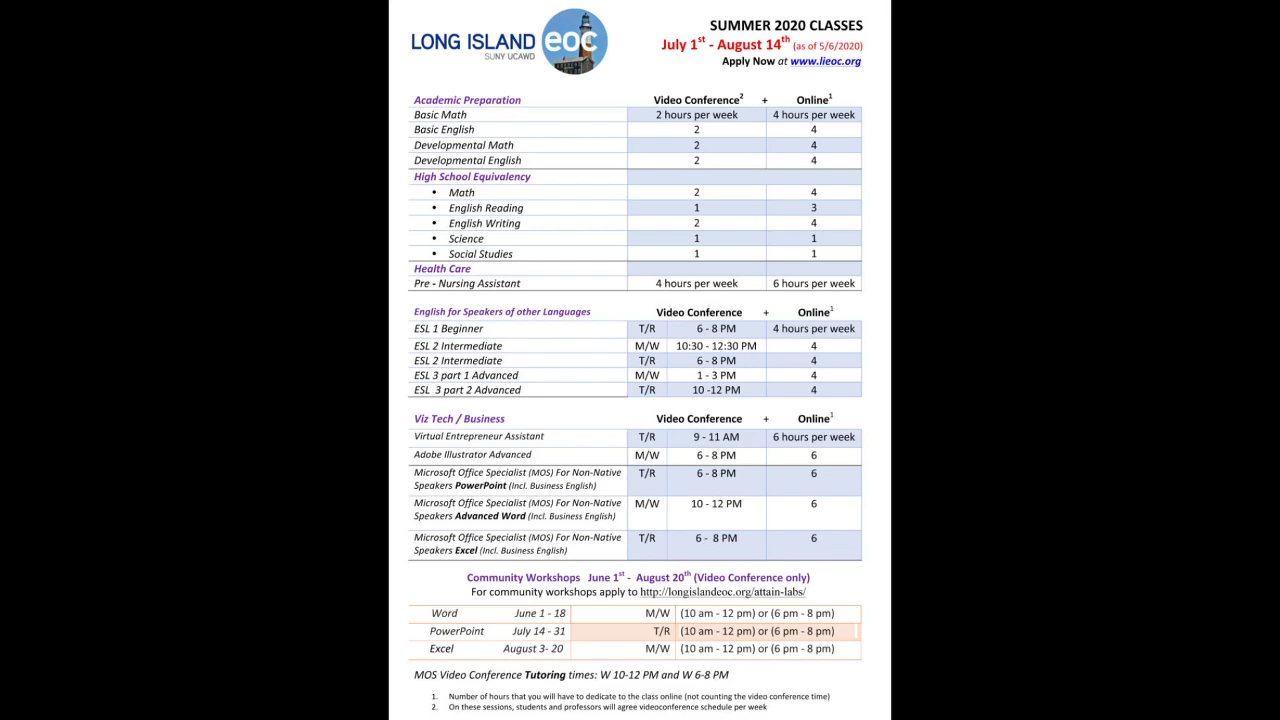 LONG ISLAND eoc
SUNY UCAWD
SUMMER 2020 CLASSES
July 1st - August 14th (as of 5/6/2020)
Apply Now at www.lieoc.org
Academic Preparation Video Conference2 + Online1
Basic Math 2 hours per week 4 hours per week
Basic English 2 4
Developmental Math 2 4
Developmental English 2 4
High School Equivalency
• Math 2 4
• English Reading 1 3
• English Writing 2 4
• Science 1 1
• Social Studies 1 1
Health Care
Pre - Nursing Assistant 4 hours per week 6 hours per week
English for Speakers of other Languages Video Conference + Online1
ESL 1 Beginner T/R 6 - 8 PM 4 hours per week
ESL 2 Intermediate M/W 10:30 - 12:30 PM 4
ESL 2 Intermediate T/R 6 - 8 PM 4
ESL 3 part 1 Advanced M/W 1 - 3 PM 4
ESL 3 part 2 Advanced T/R 10 -12 PM 4
Viz Tech / Business Video Conference + Online1
Virtual Entrepreneur Assistant T/R 9 - 11 AM 6 hours per week
Adobe Illustrator Advanced M/W 6 - 8 PM 6
Microsoft Office Specialist (MOS) For Non-Native T/R 6 - 8 PM 6
Speakers PowerPoint (Incl. Business English)
Microsoft Office Specialist (MOS) For Non-Native M/W 10 - 12 PM 6
Speakers Advanced Word (Incl. Business English)
Microsoft Office Specialist (MOS) For Non-Native T/R 6 - 8 PM 6
Speakers Excel (Incl. Business English)
Community Workshops June 1st - August 20th (Video Conference only)
For community workshops apply to http://longislandeoc.org/attain-labs/
Word June 1 - 18 M/W (10 am - 12 pm) or (6 pm - 8 pm)
PowerPoint July 14 - 31 T/R (10 am - 12 pm) or (6 pm - 8 pm)
Excel August 3- 20 M/W (10 am - 12 pm) or (6 pm - 8 pm)
MOS Video Conference Tutoring times: W 10-12 PM and W 6-8 PM
1. Number of hours that you will have to dedicate to the class online (not counting the video conference time)
2. On these sessions, students and professors will agree videoconference schedule per week